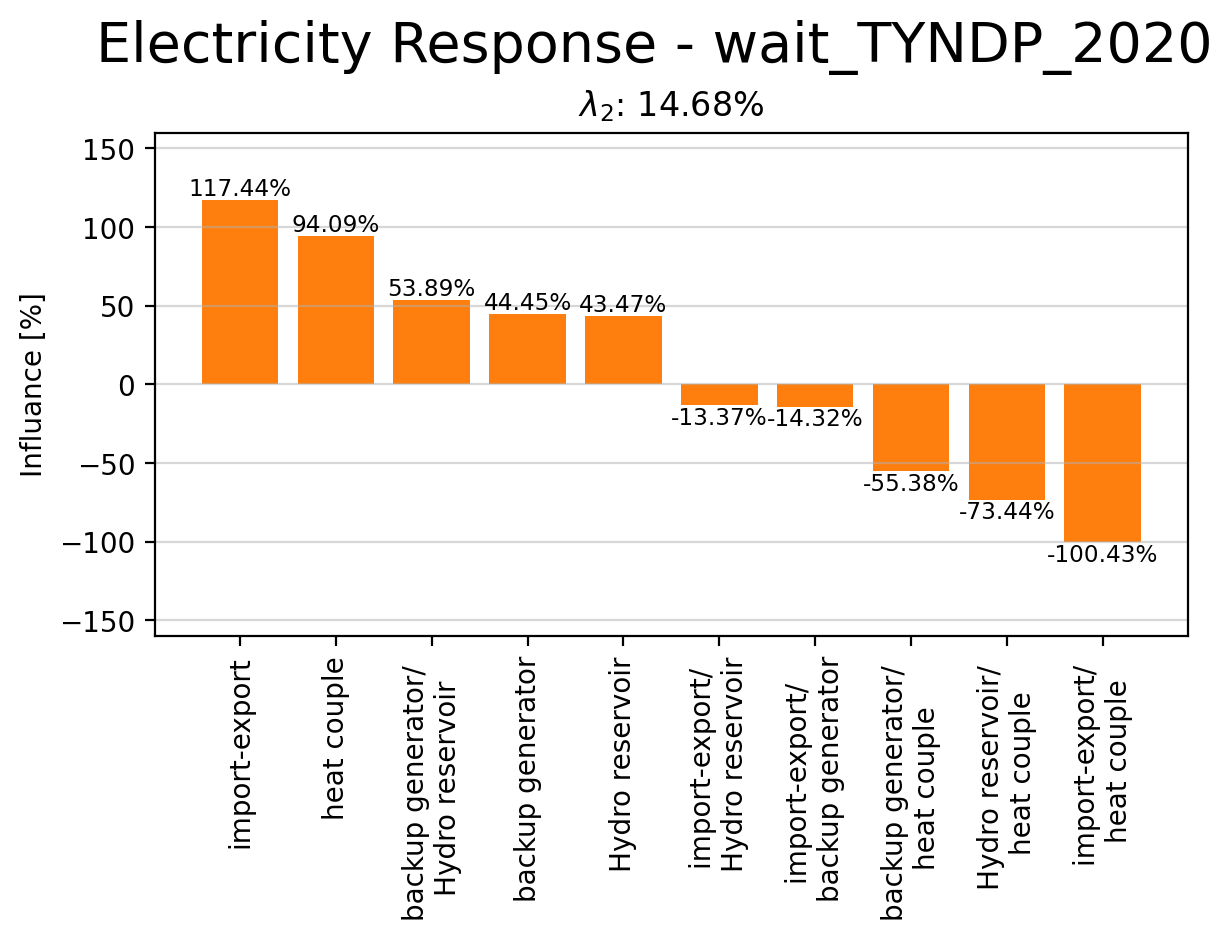 Electricity Response - wait_TYNDP_2020
λ₂: 14.68%
Influance [%]
150
100
50
0
−50
−100
−150
117.44%
94.09%
53.89%
44.45%
43.47%
-13.37%
-14.32%
-55.38%
-73.44%
-100.43%
import-export
heat couple
backup generator/
Hydro reservoir
backup generator
Hydro reservoir
import-export/
Hydro reservoir
import-export/
backup generator
backup generator/
heat couple
Hydro reservoir/
heat couple
import-export/
heat couple